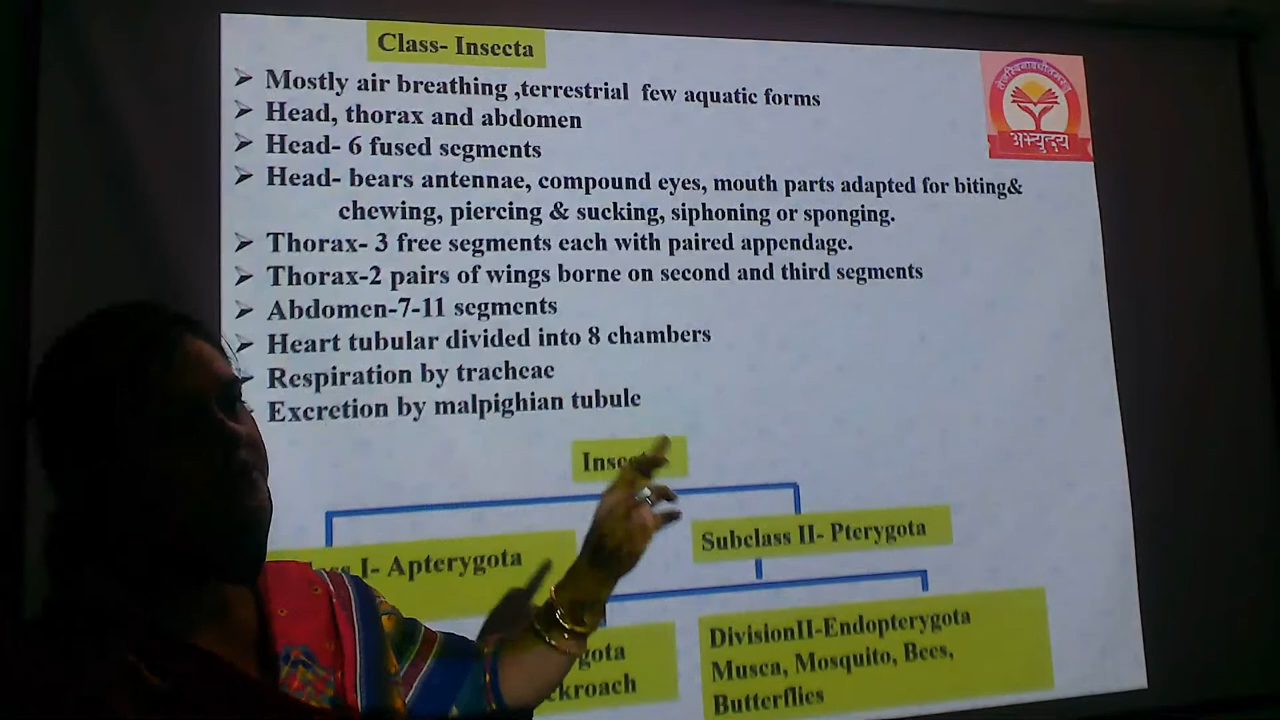 Class- Insecta
अभ्युदय
➢ Mostly air breathing ,terrestrial few aquatic forms
➢ Head, thorax and abdomen
➢ Head- 6 fused segments
➢ Head- bears antennae, compound eyes, mouth parts adapted for biting&
chewing, piercing & sucking, siphoning or sponging.
➢ Thorax- 3 free segments each with paired appendage.
➢ Thorax-2 pairs of wings borne on second and third segments
➢ Abdomen-7-11 segments
➢ Heart tubular divided into 8 chambers
➢ Respiration by tracheae
Excretion by malpighian tubule
I- Apterygota
Subclass II- Pterygota
DivisionII-Endopterygota
Musca, Mosquito, Bees,
Butterflies